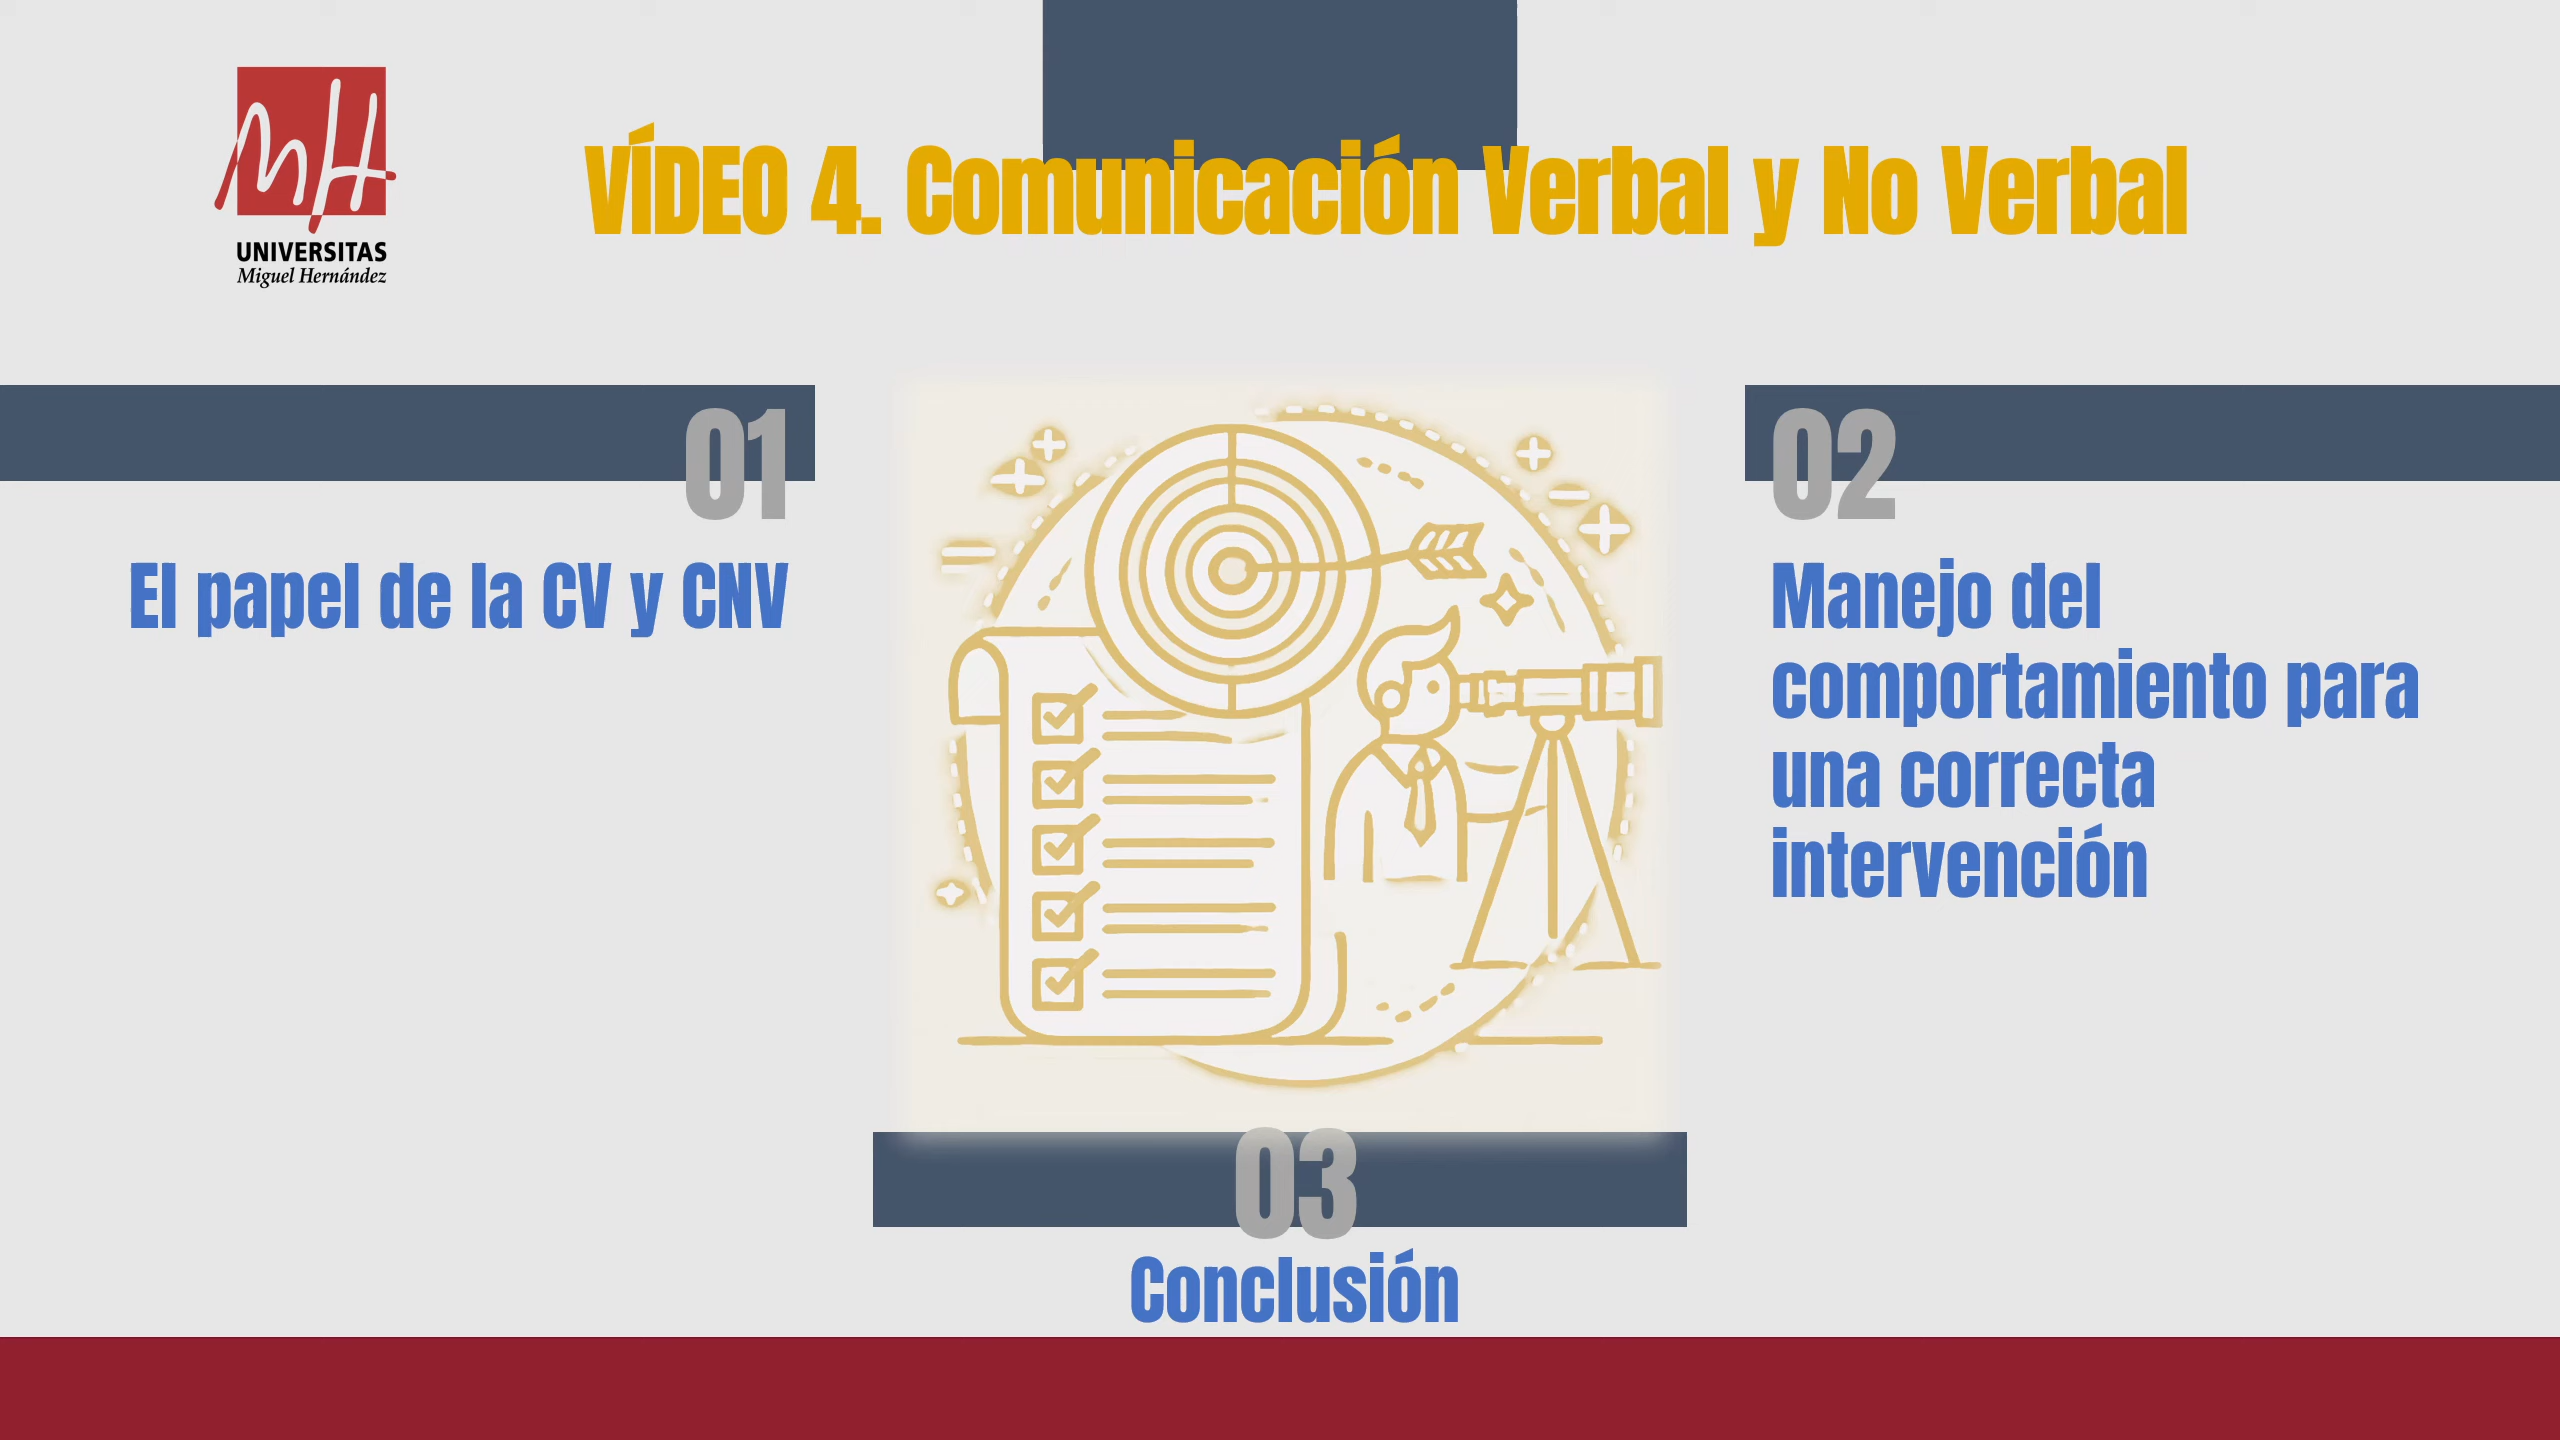 UNIVERSITAS
Miguel Hernández
VÍDEO 4. Comunicación Verbal y No Verbal
01
El papel de la CV y CNV
02
Manejo del
comportamiento para
una correcta
intervención
03
Conclusión